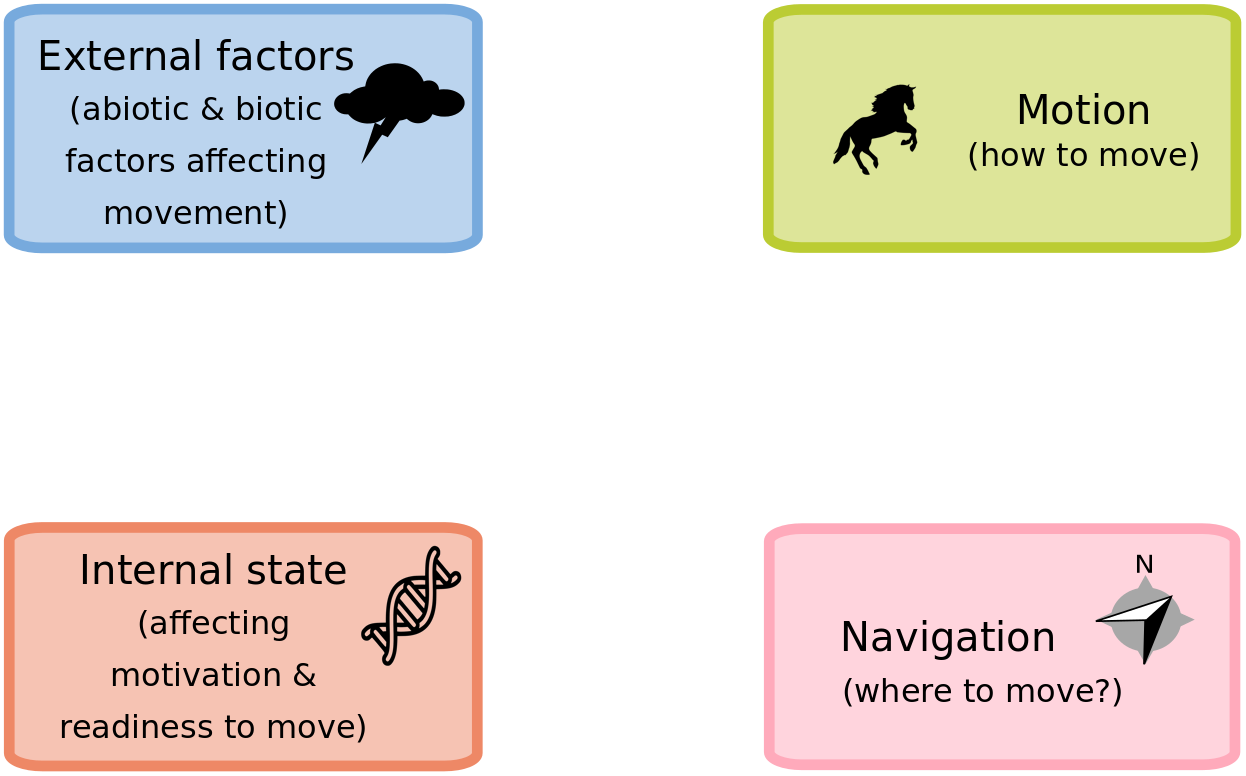 External factors
(abiotic & biotic
factors affecting
movement)
Motion
(how to move)
Internal state
(affecting
motivation &
readiness to move)
N
Navigation
(where to move?)